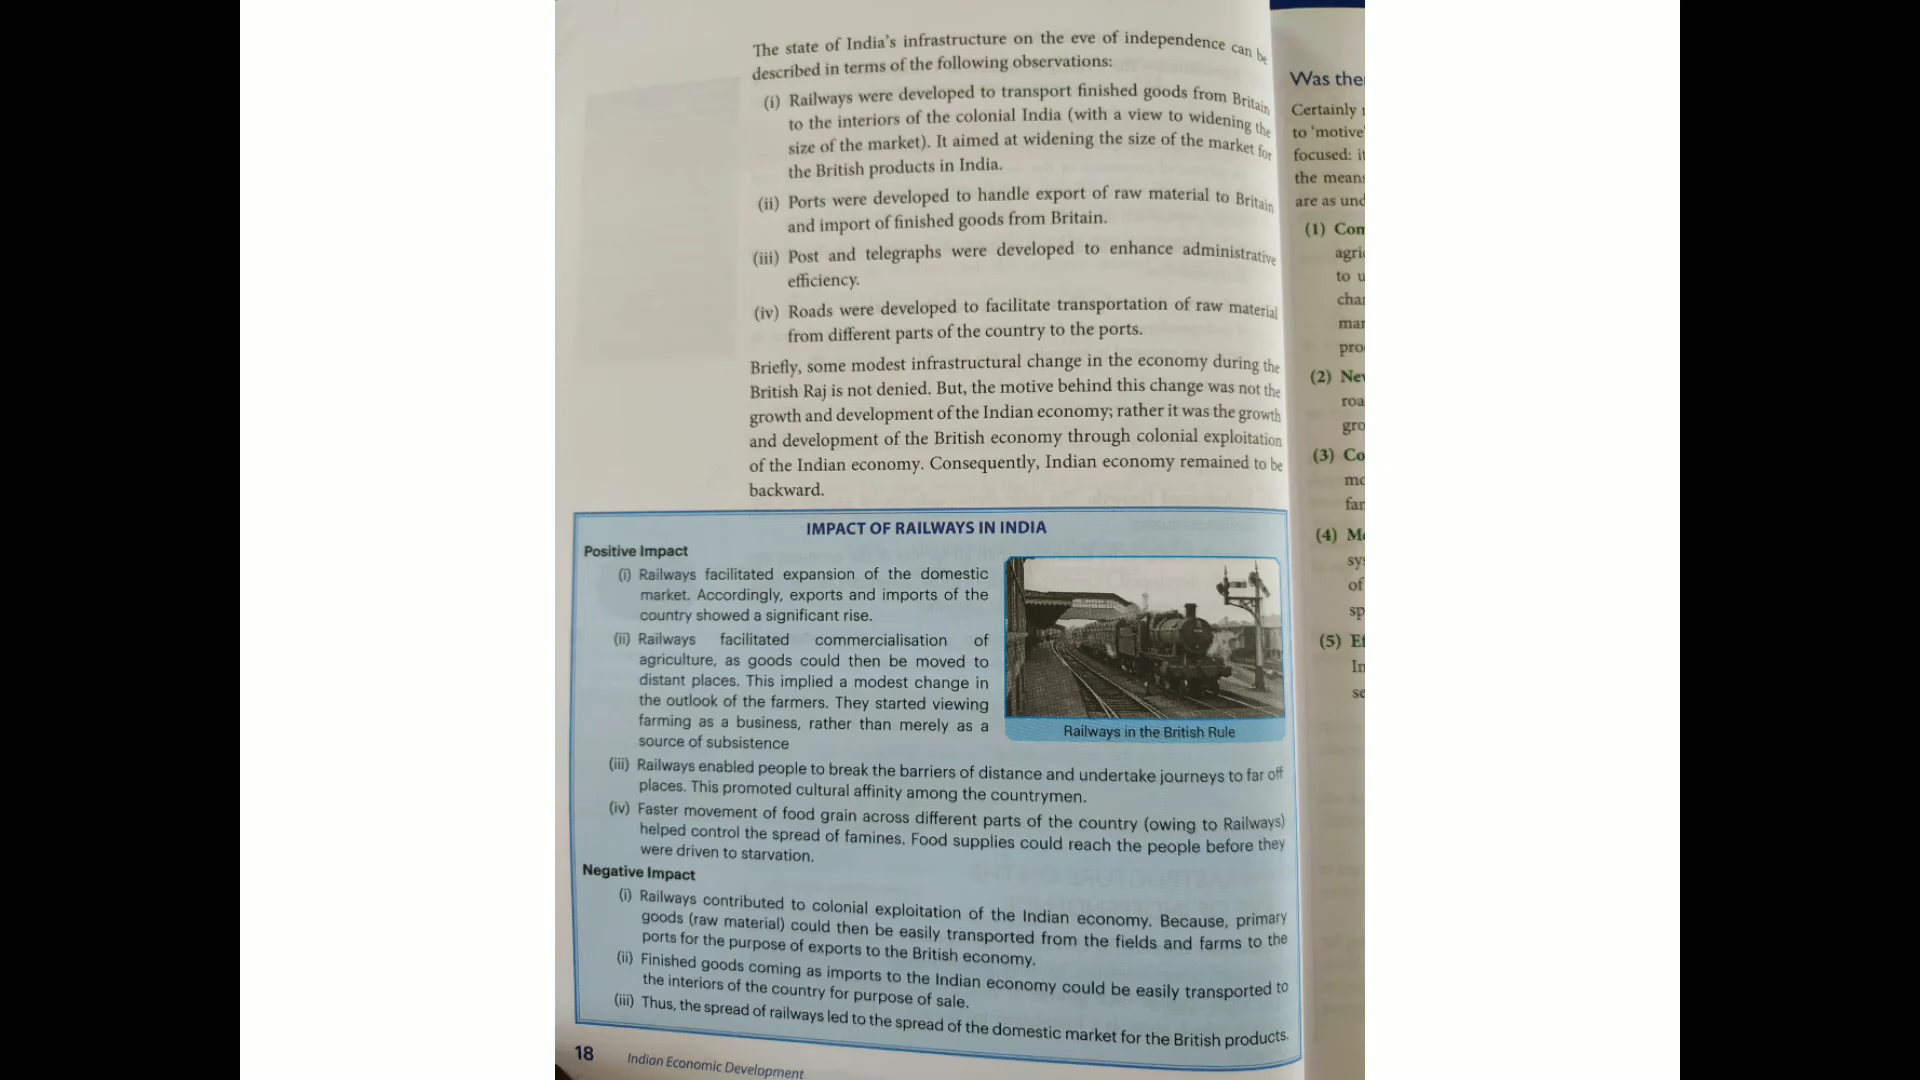 The state of India's infrastructure on the eve of independence can be
described in terms of the following observations:
(i) Railways were developed to transport finished goods from Britain
to the interiors of the colonial India (with a view to widening the
size of the market). It aimed at widening the size of the market for
the British products in India.
(ii) Ports were developed to handle export of raw material to Britain
and import of finished goods from Britain.
(iii) Post and telegraphs were developed to enhance administrative
efficiency.
(iv) Roads were developed to facilitate transportation of raw material
from different parts of the country to the ports.
Briefly, some modest infrastructural change in the economy during the
British Raj is not denied. But, the motive behind this change was not the
growth and development of the Indian economy; rather it was the growth
and development of the British economy through colonial exploitation
of the Indian economy. Consequently, Indian economy remained to be
backward.
IMPACT OF RAILWAYS IN INDIA
Positive Impact
(i) Railways facilitated expansion of the domestic
market. Accordingly, exports and imports of the
country showed a significant rise.
(ii) Railways facilitated commercialisation of
agriculture, as goods could then be moved to
distant places. This implied a modest change in
the outlook of the farmers. They started viewing
farming as a business, rather than merely as a
source of subsistence
Railways in the British Rule
(iii) Railways enabled people to break the barriers of distance and undertake journeys to far off
places. This promoted cultural affinity among the countrymen.
(iv) Faster movement of food grain across different parts of the country (owing to Railways)
helped control the spread of famines. Food supplies could reach the people before they
were driven to starvation.
Negative Impact
(i) Railways contributed to colonial exploitation of the Indian economy. Because, primary
goods (raw material) could then be easily transported from the fields and farms to the
ports for the purpose of exports to the British economy.
(ii) Finished goods coming as imports to the Indian economy could be easily transported to
the interiors of the country for purpose of sale.
(iii) Thus, the spread of railways led to the spread of the domestic market for the British products.
18 Indian Economic Development
Was
Certainly
to 'motive'
focused:
the
are as
(1)
to
(2)
(3)
(4)
of
(5)